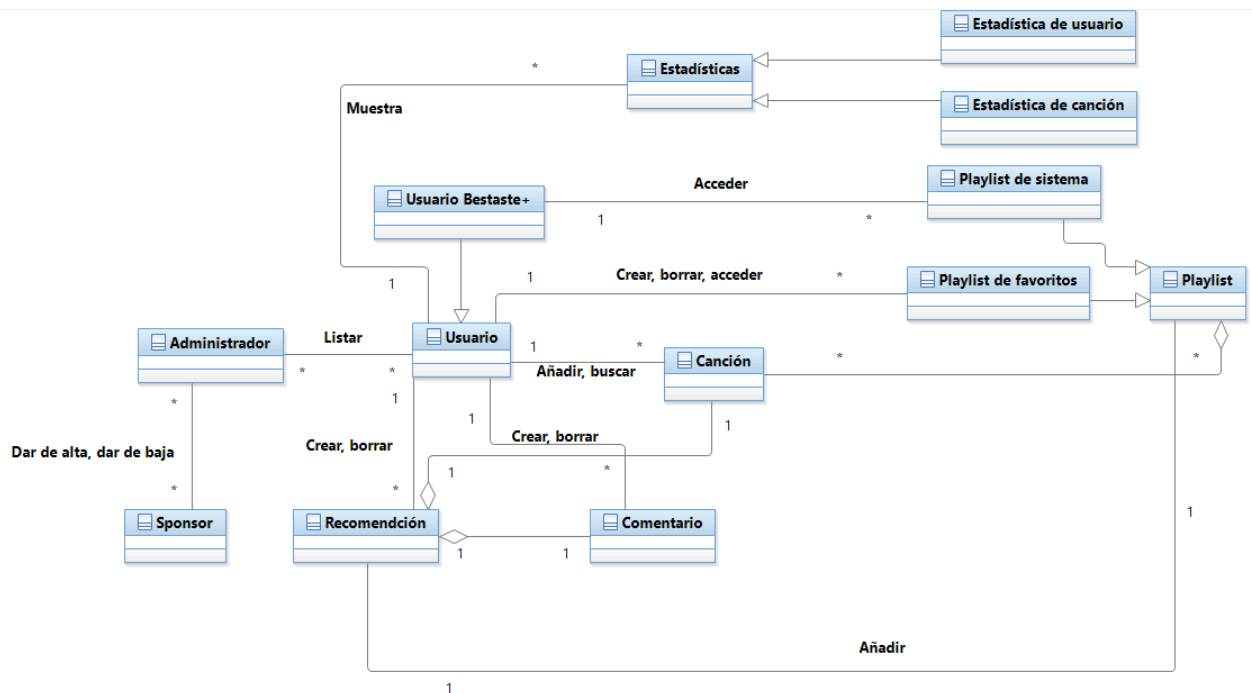 Estadística de usuario
*
Estadísticas
Muestra
Estadística de canción
Acceder
Playlist de sistema
Usuario Bestaste+
1
*
1
1
Crear, borrar, acceder
*
Playlist de favoritos
Playlist
Administrador
Listar
Usuario
1
*
Canción
*
*
*
*
Añadir, buscar
1
*
1
1
Dar de alta, dar de baja
Crear, borrar
Crear, borrar
1
*
*
*
Sponsor
Recomendción
Comentario
1
1
1
Añadir
1